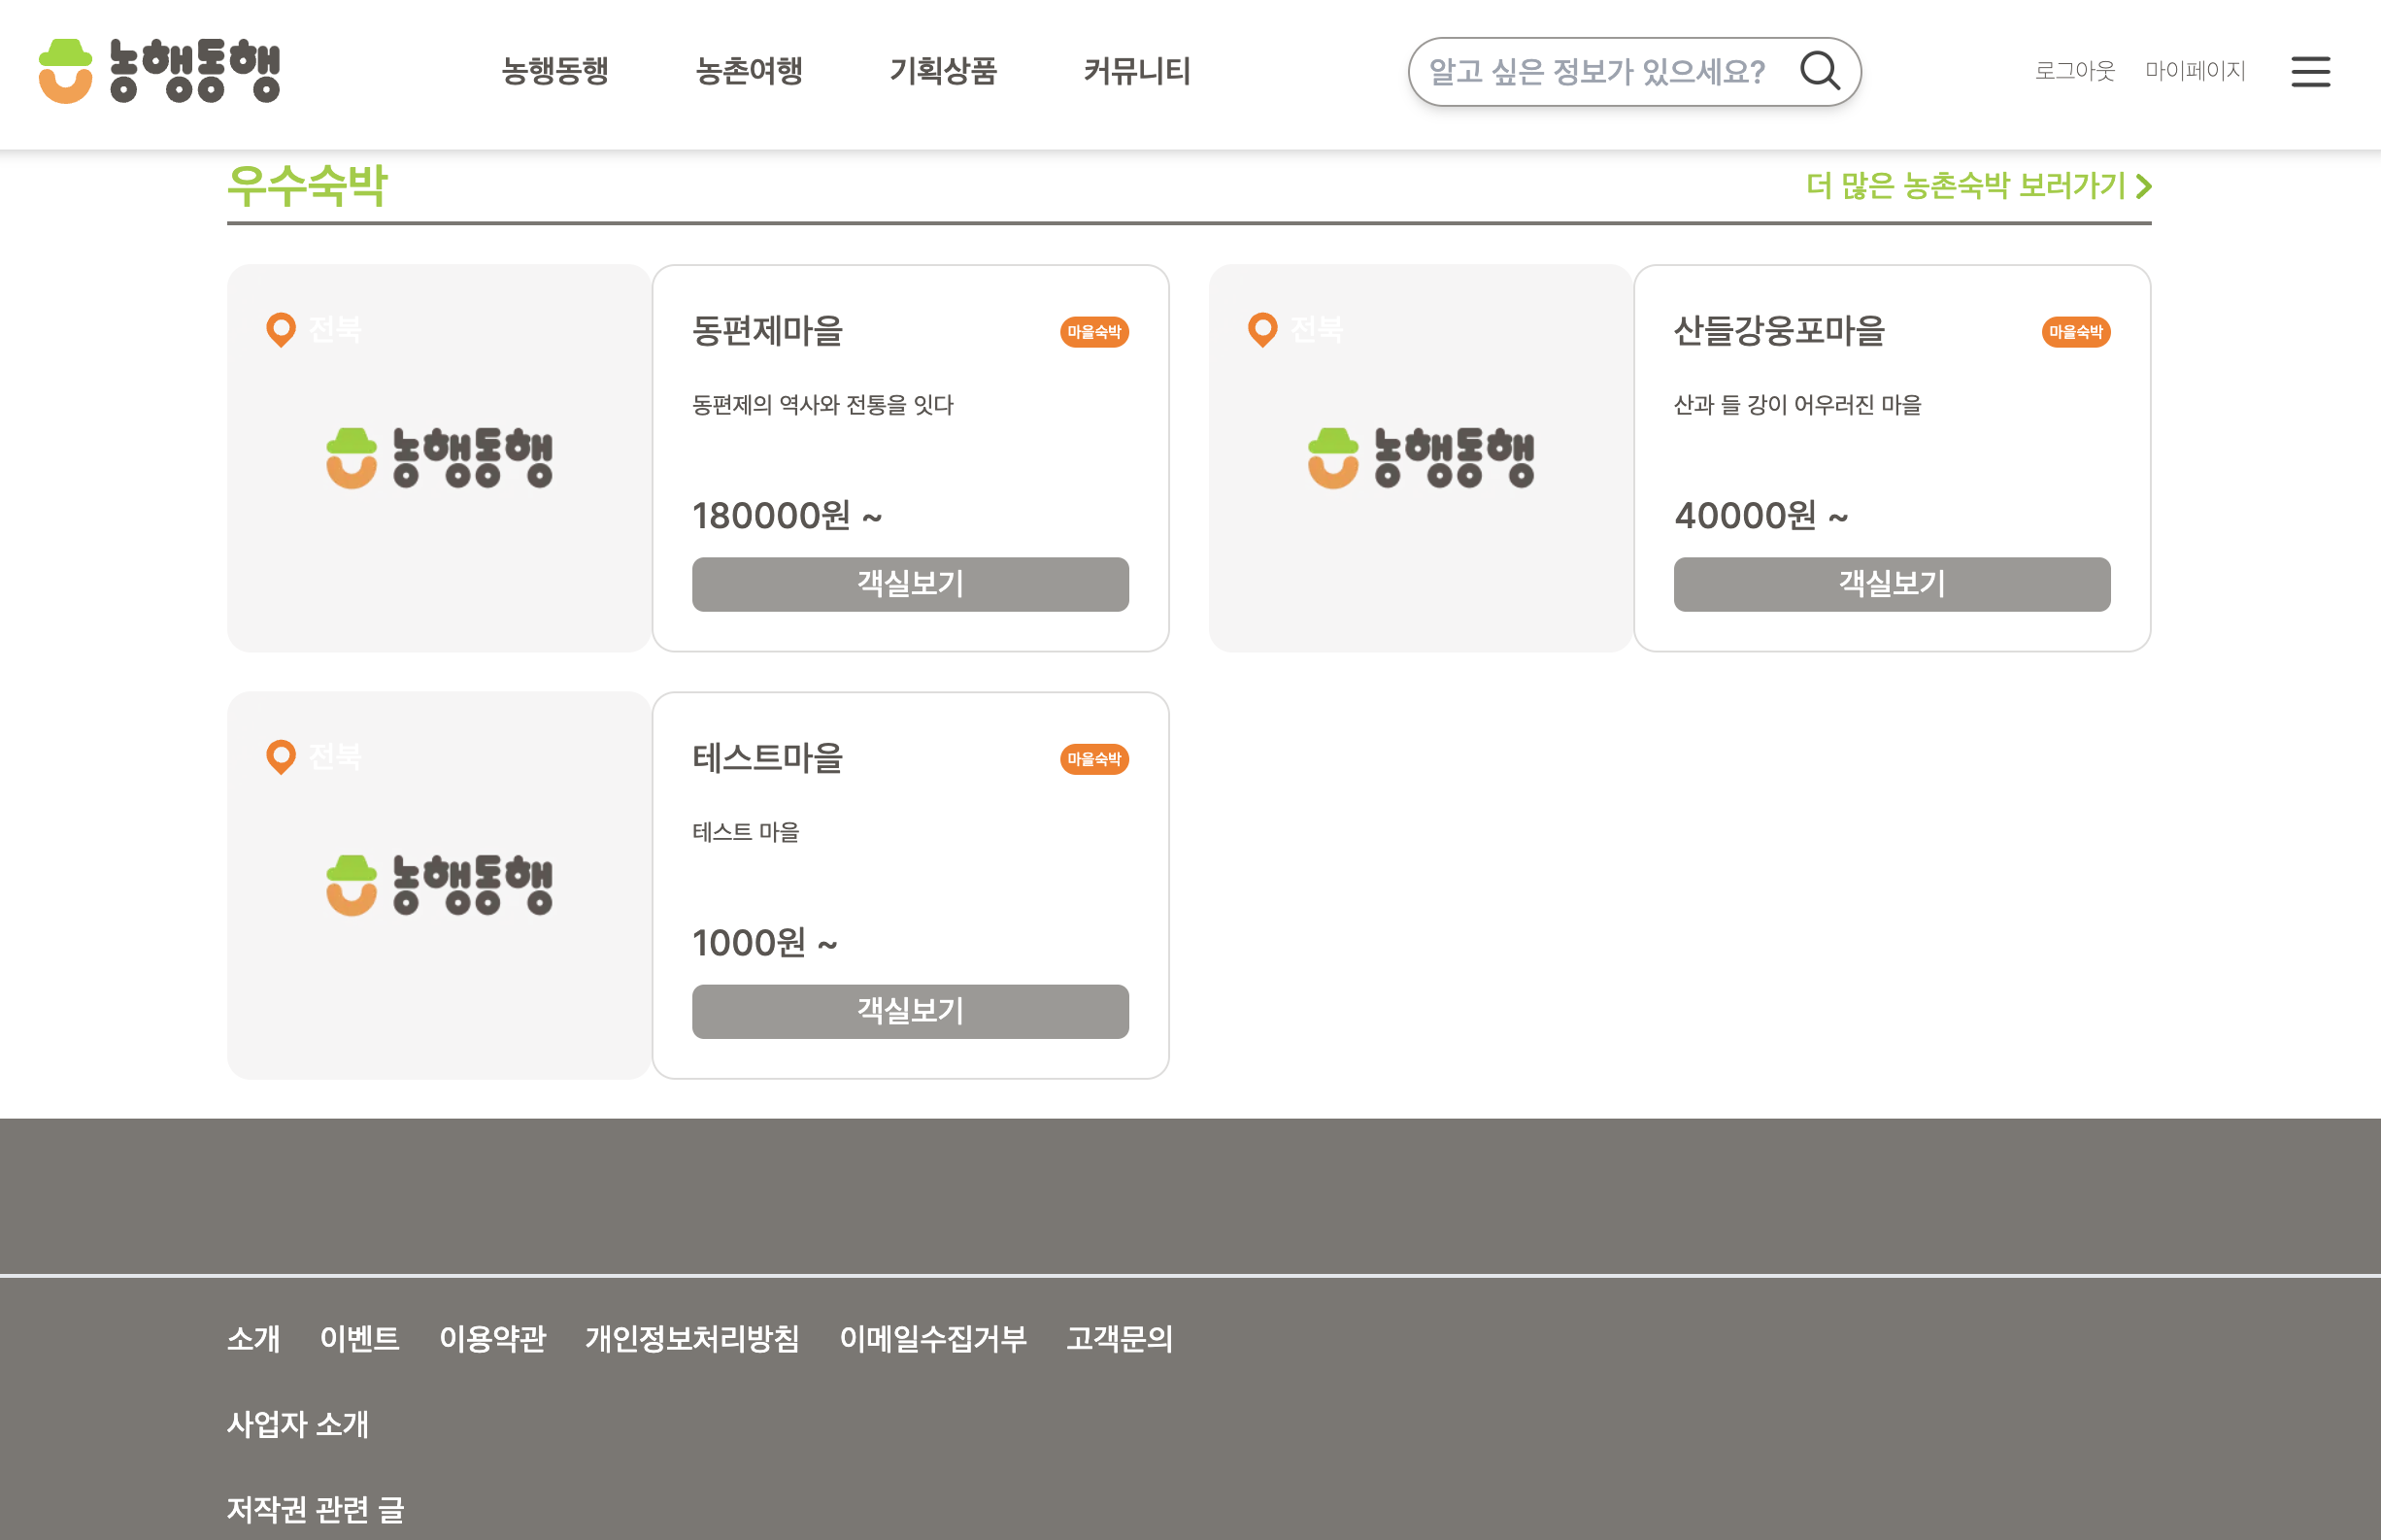 농행동행
농행동행 농촌여행 기획상품 커뮤니티
알고 싶은 정보가 있으세요?
로그아웃 마이페이지
우수숙박
더 많은 농촌숙박 보러가기
전북
농행동행
동편제마을
마을숙박
동편제의 역사와 전통을 잇다
180000원 ~
객실보기
전북
농행동행
산들강웅포마을
마을숙박
산과 들 강이 어우러진 마을
40000원 ~
객실보기
전북
농행동행
테스트마을
마을숙박
테스트 마을
1000원 ~
객실보기
소개 이벤트 이용약관 개인정보처리방침 이메일수집거부 고객문의
사업자 소개
저작권 관련 글